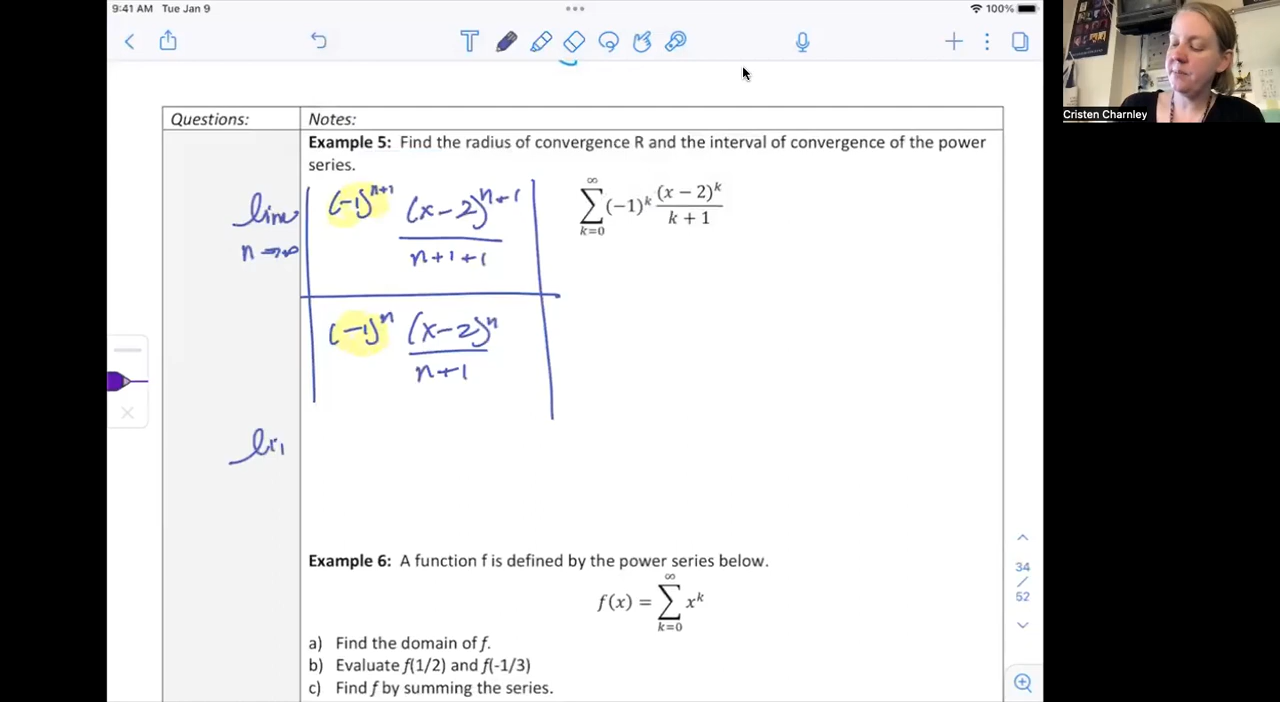 9:41 AM Tue Jan 9
100%
Cristen Charnley
Questions:
Notes:
Example 5: Find the radius of convergence R and the interval of convergence of the power
series.
∞
∑ (−1)^k (x − 2)^k / (k + 1)
k=0
lim n→∞ | (-1)^{n+1} (x-2)^{n+1} / (n+1+1)
(-1)^n (x-2)^n / (n+1) |
34
/
52
Example 6: A function f is defined by the power series below.
∞
f(x) = ∑ x^k
k=0
a) Find the domain of f.
b) Evaluate f(1/2) and f(-1/3)
c) Find f by summing the series.